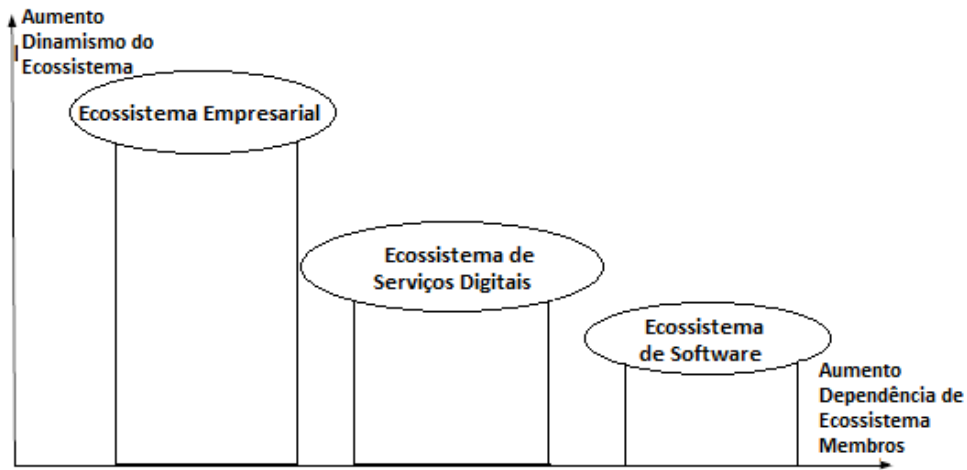 Aumento
Dinamismo do
Ecossistema
Ecossistema Empresarial
Ecossistema de
Serviços Digitais
Ecossistema
de Software
Aumento
Dependência de
Ecossistema
Membros